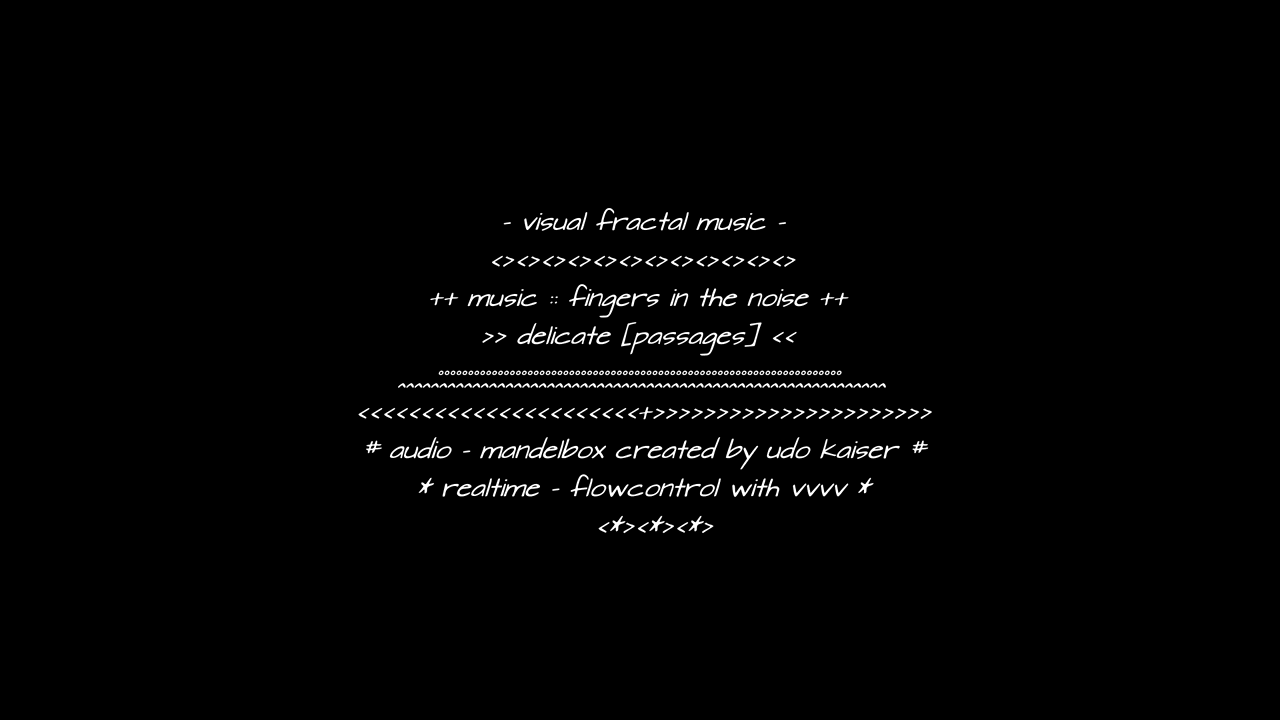 - visual fractal music -
<><><><><><><><><><><><>
++ music :: fingers in the noise ++
>> delicate [passages] <<
°°°°°°°°°°°°°°°°°°°°°°°°°°°°°°°°°°°°°°°°°°°°°°°°°°°°°°°°°°°°°°°°°°°
^^^^^^^^^^^^^^^^^^^^^^^^^^^^^^^^^^^^^^^^^^^^^^^^^^^^^^^^^^^^
<<<<<<<<<<<<<<<<<<<<<<+>>>>>>>>>>>>>>>>>>>>>>
# audio - mandelbox created by udo kaiser #
* realtime - flowcontrol with vvvv *
<*><*><*>